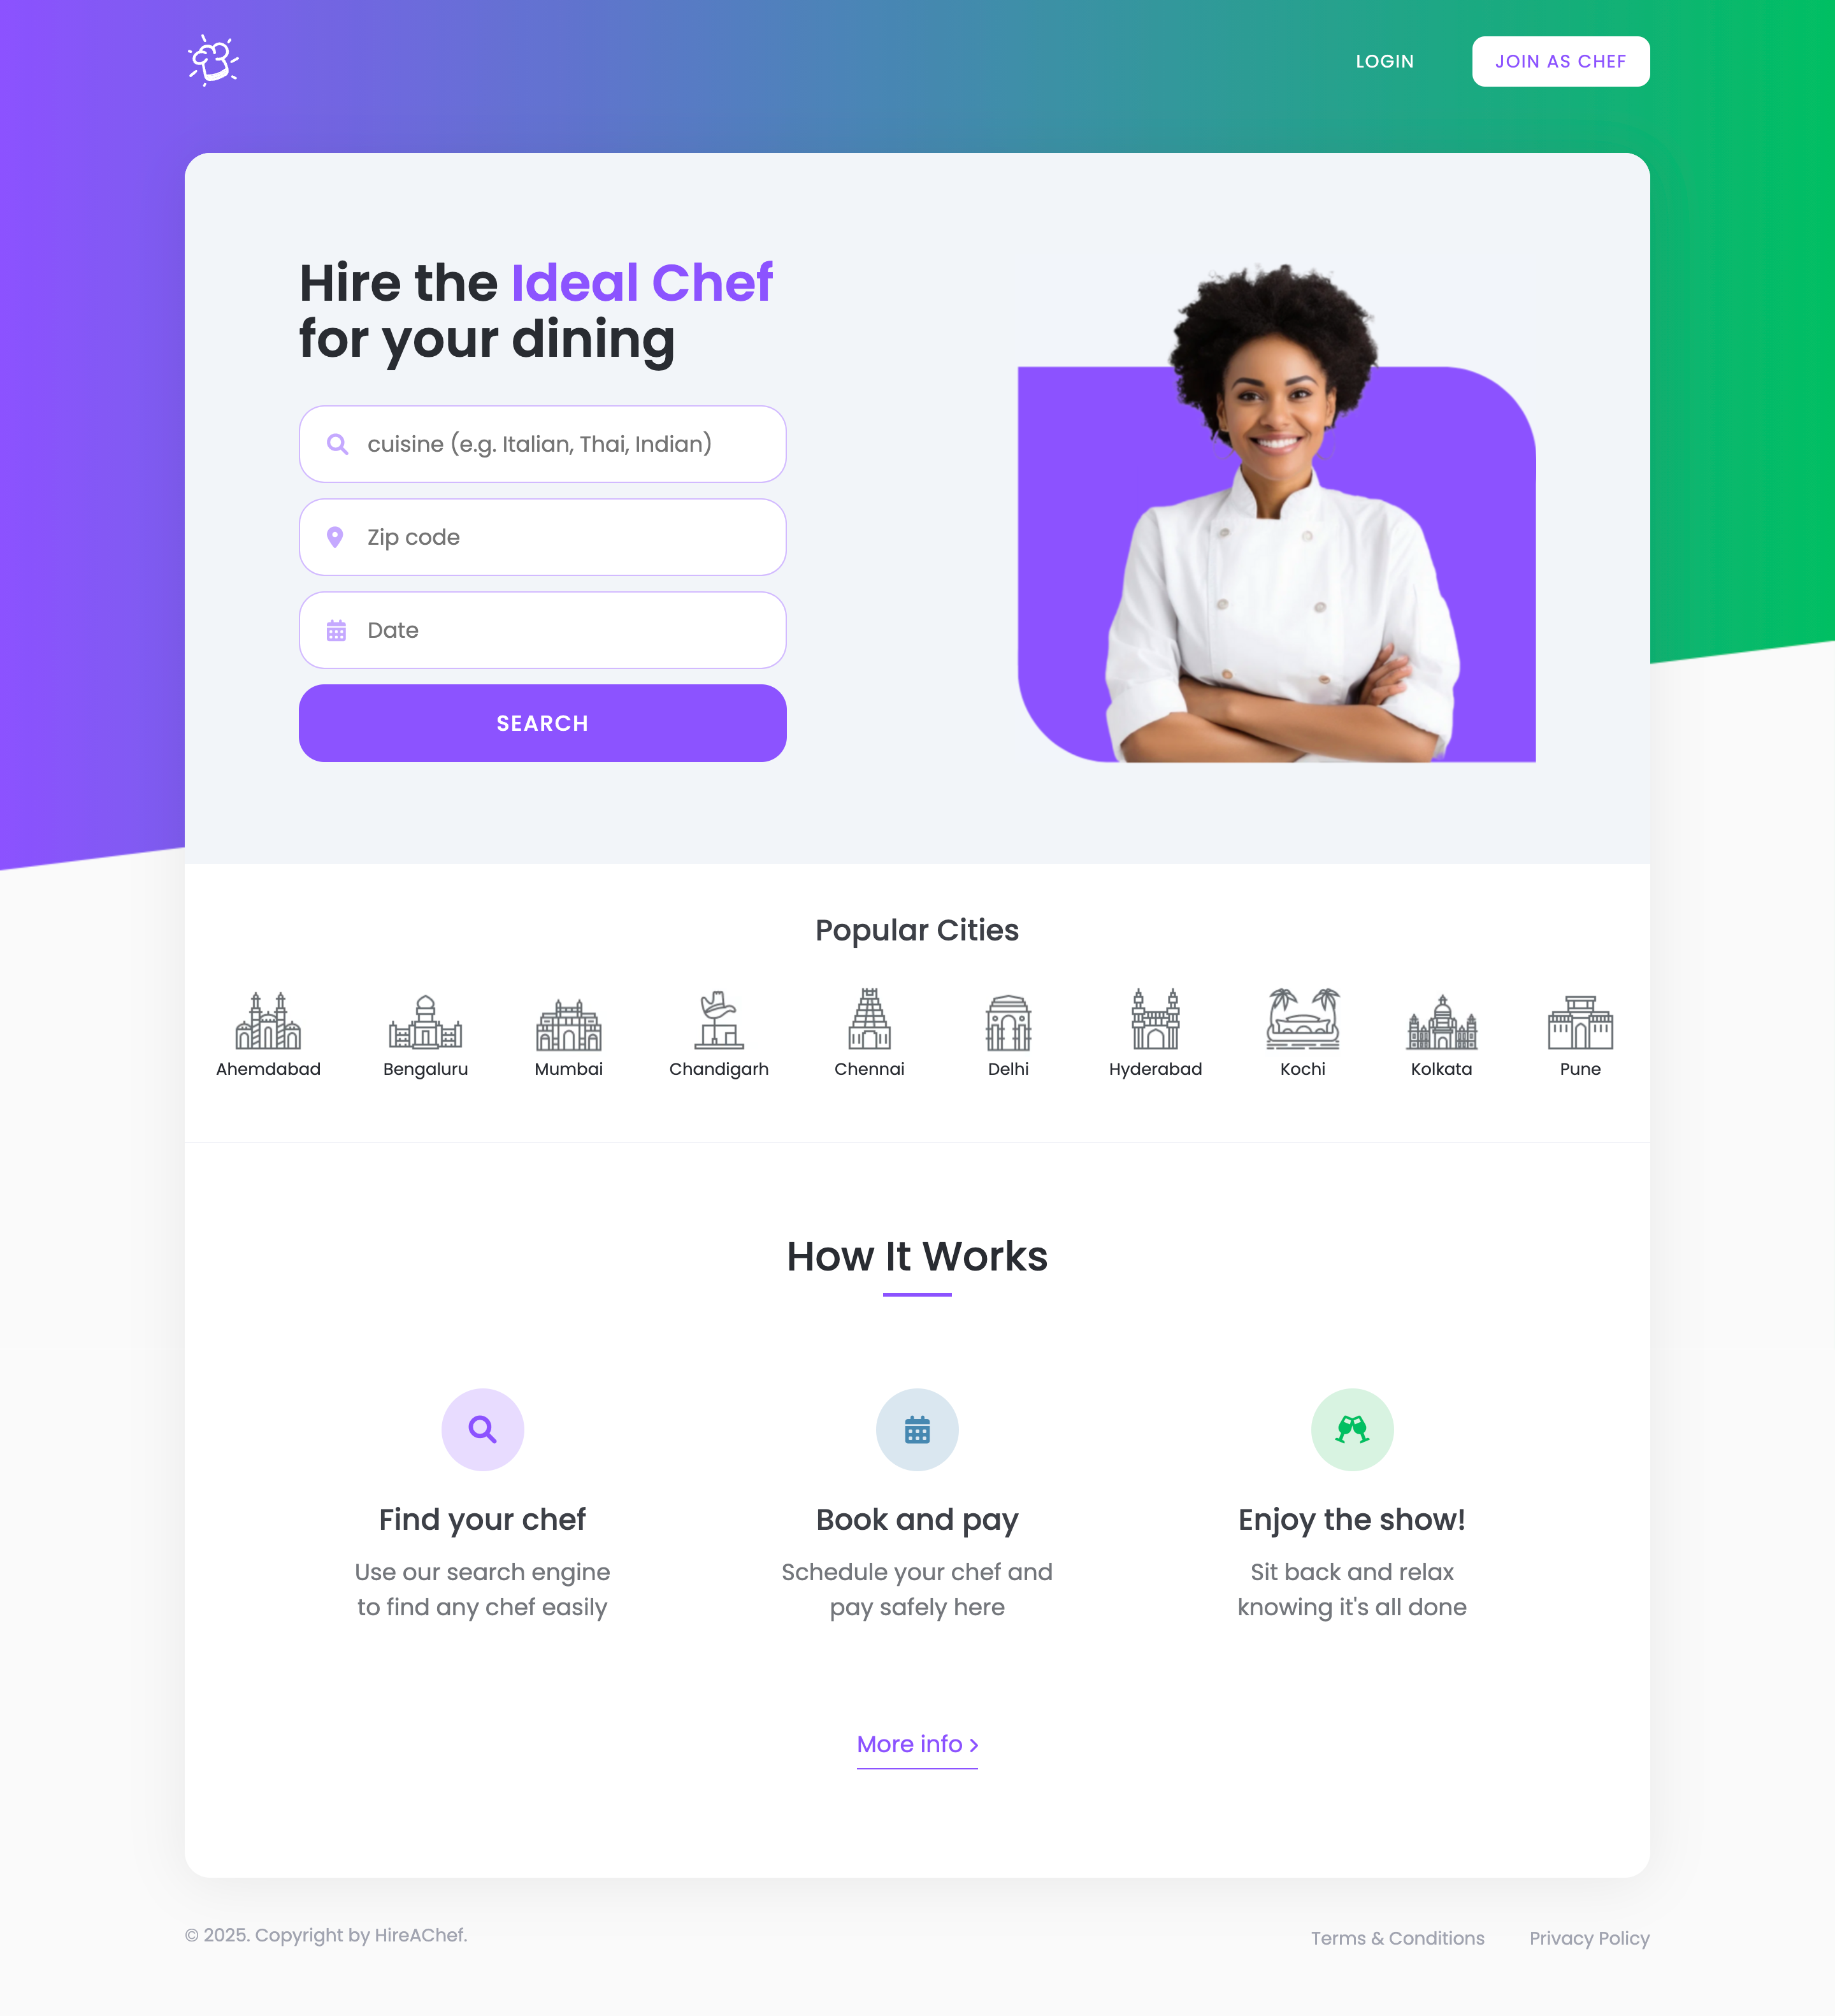 LOGIN
JOIN AS CHEF
Hire the Ideal Chef
for your dining
cuisine (e.g. Italian, Thai, Indian)
Zip code
Date
SEARCH
Popular Cities
Ahemdabad
Bengaluru
Mumbai
Chandigarh
Chennai
Delhi
Hyderabad
Kochi
Kolkata
Pune
How It Works
Find your chef
Use our search engine
to find any chef easily
Book and pay
Schedule your chef and
pay safely here
Enjoy the show!
Sit back and relax
knowing it's all done
More info
© 2025. Copyright by HireAChef.
Terms & Conditions
Privacy Policy